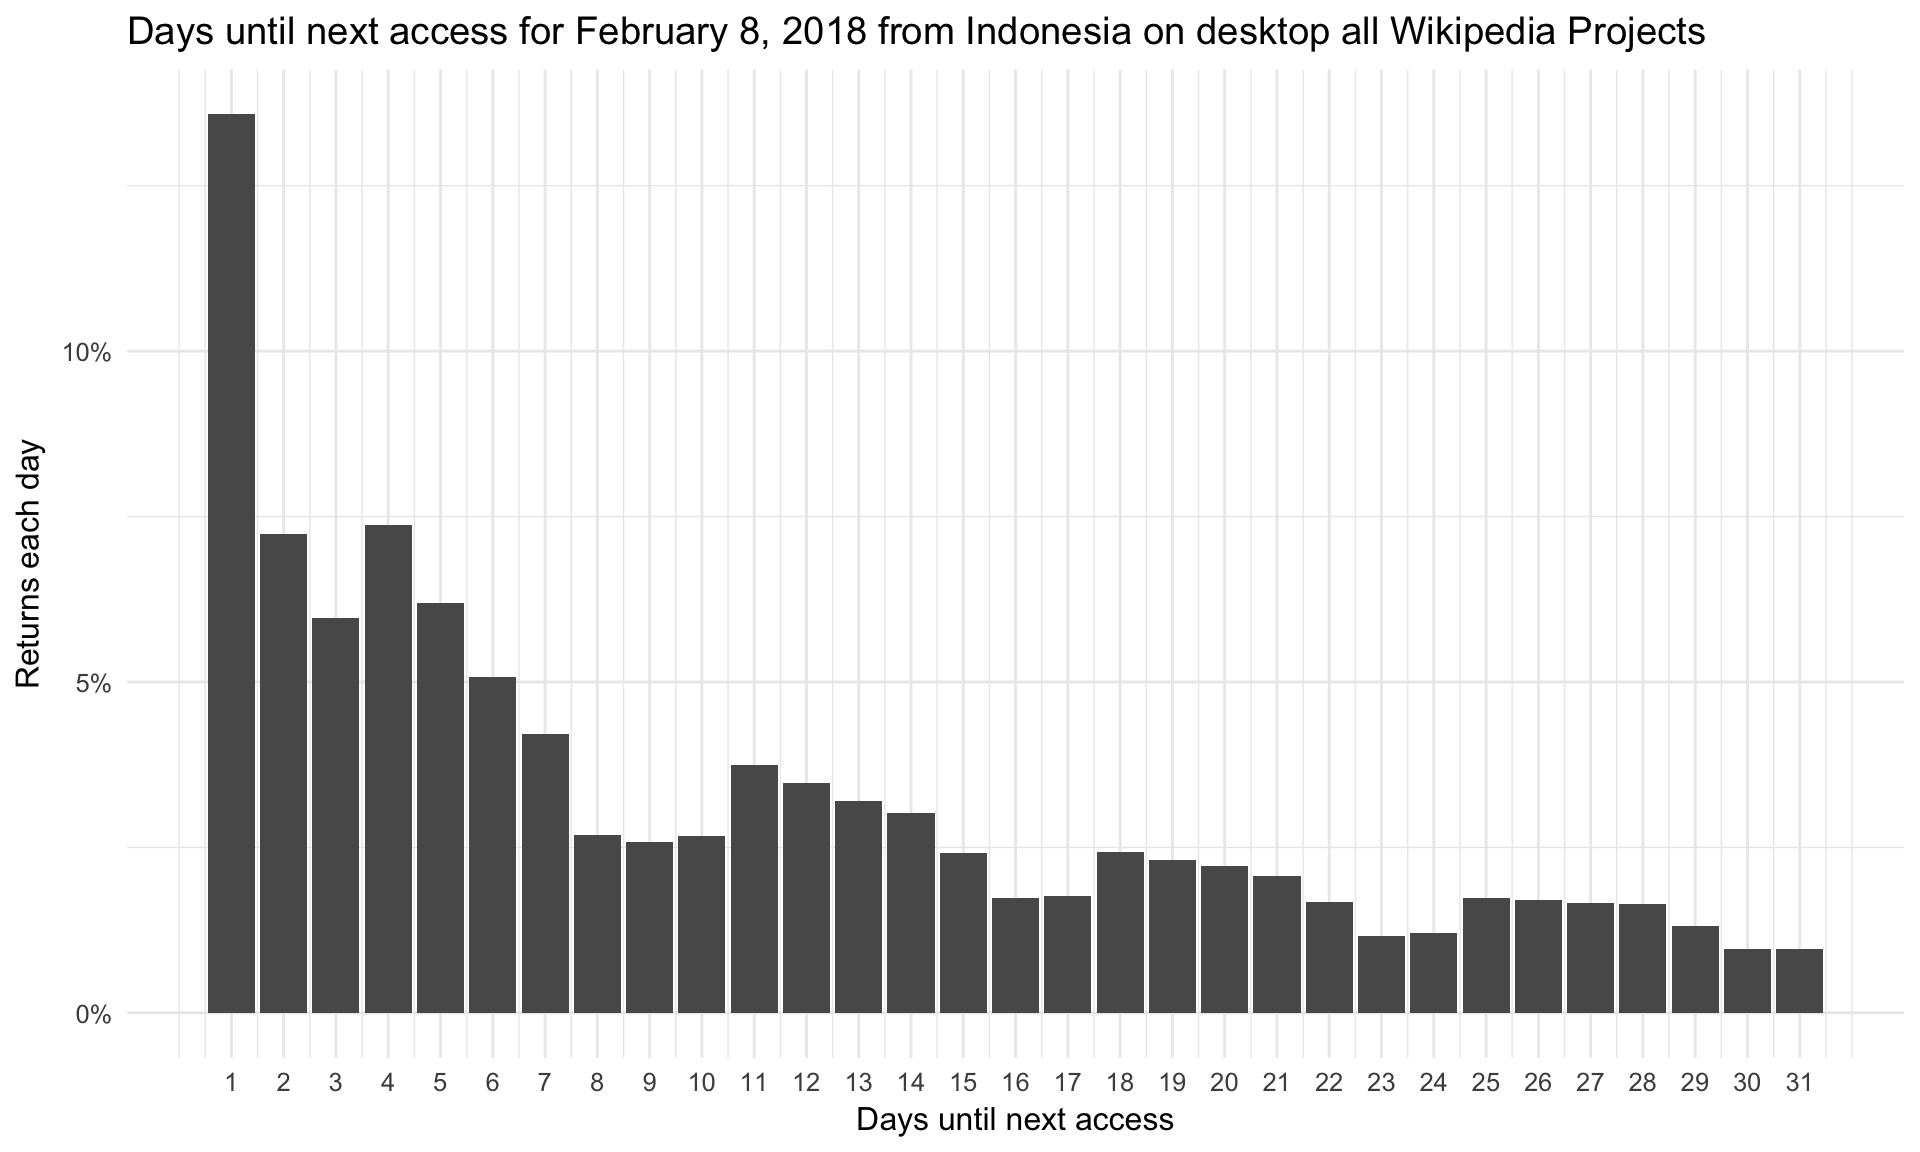 Days until next access for February 8, 2018 from Indonesia on desktop all Wikipedia Projects
Returns each day
10%
5%
0%
1 2 3 4 5 6 7 8 9 10 11 12 13 14 15 16 17 18 19 20 21 22 23 24 25 26 27 28 29 30 31
Days until next access